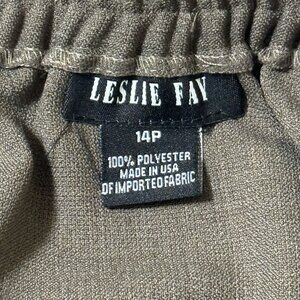 LESLIE FAY
14P
100% POLYESTER
MADE IN USA
OF IMPORTED FABRIC